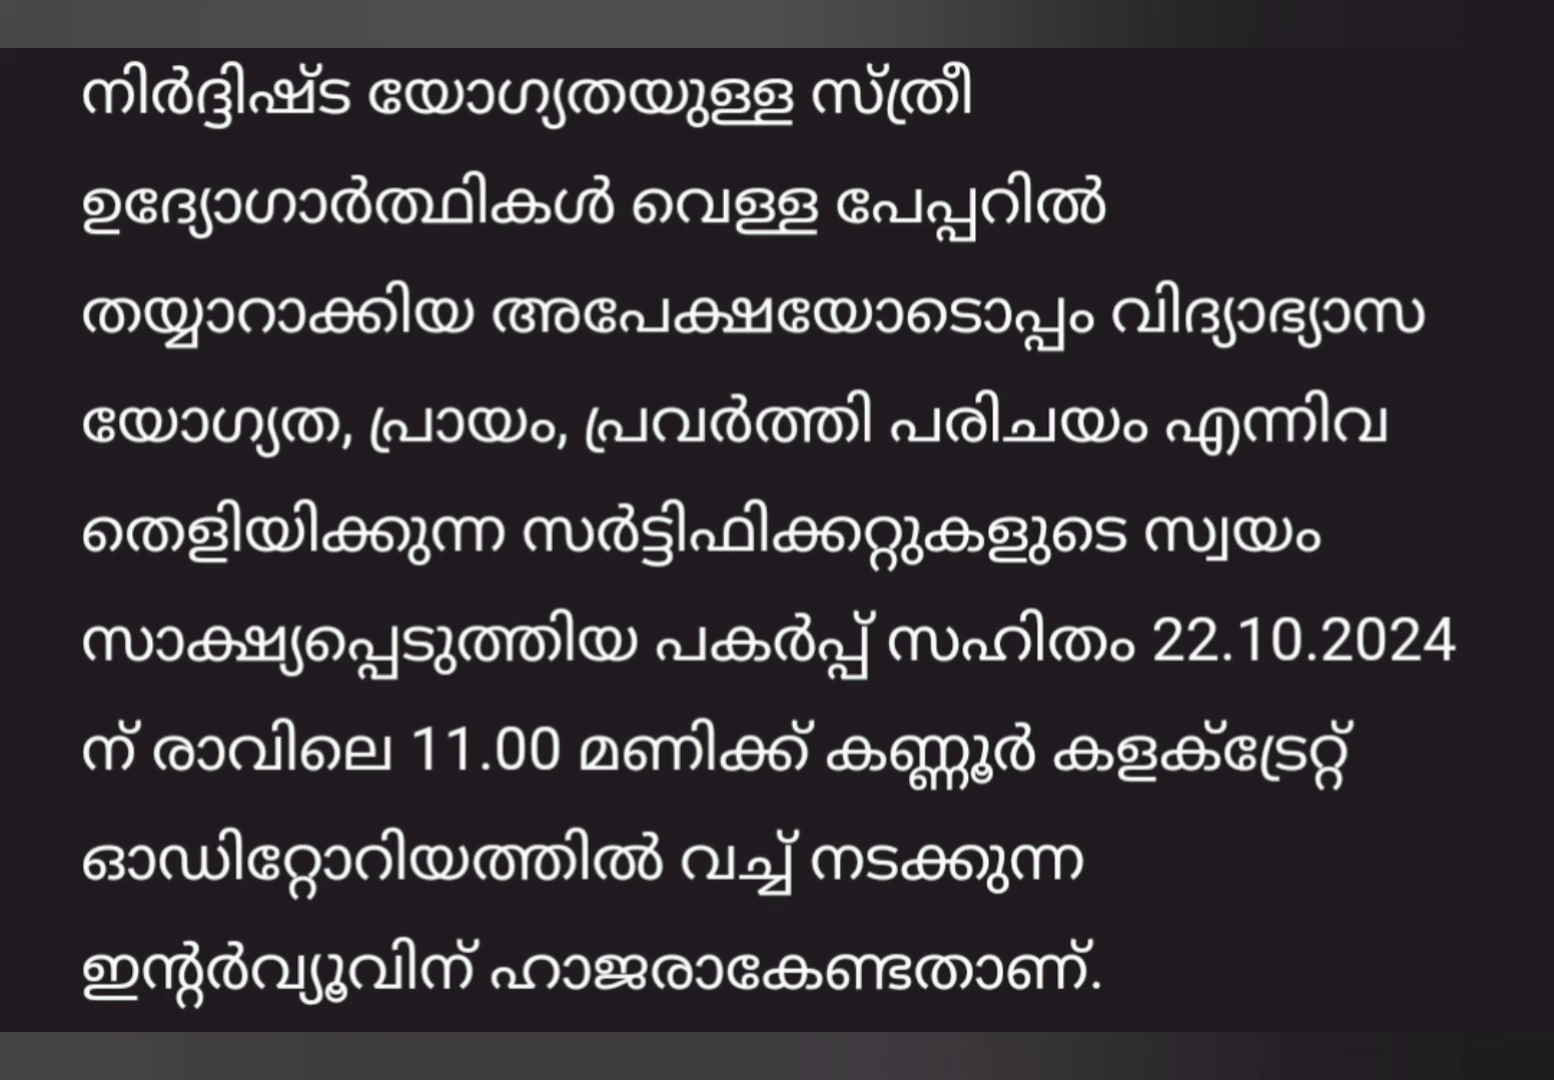 നിർദ്ദിഷ്ട യോഗ്യതയുള്ള സ്ത്രീ
ഉദ്യോഗാർത്ഥികൾ വെള്ള പേപ്പറിൽ
തയ്യാറാക്കിയ അപേക്ഷയോടൊപ്പം വിദ്യാഭ്യാസ
യോഗ്യത, പ്രായം, പ്രവർത്തി പരിചയം എന്നിവ
തെളിയിക്കുന്ന സർട്ടിഫിക്കറ്റുകളുടെ സ്വയം
സാക്ഷ്യപ്പെടുത്തിയ പകർപ്പ് സഹിതം 22.10.2024
ന് രാവിലെ 11.00 മണിക്ക് കണ്ണൂർ കളക്ട്രേറ്റ്
ഓഡിറ്റോറിയത്തിൽ വച്ച് നടക്കുന്ന
ഇന്റർവ്യൂവിന് ഹാജരാകേണ്ടതാണ്.